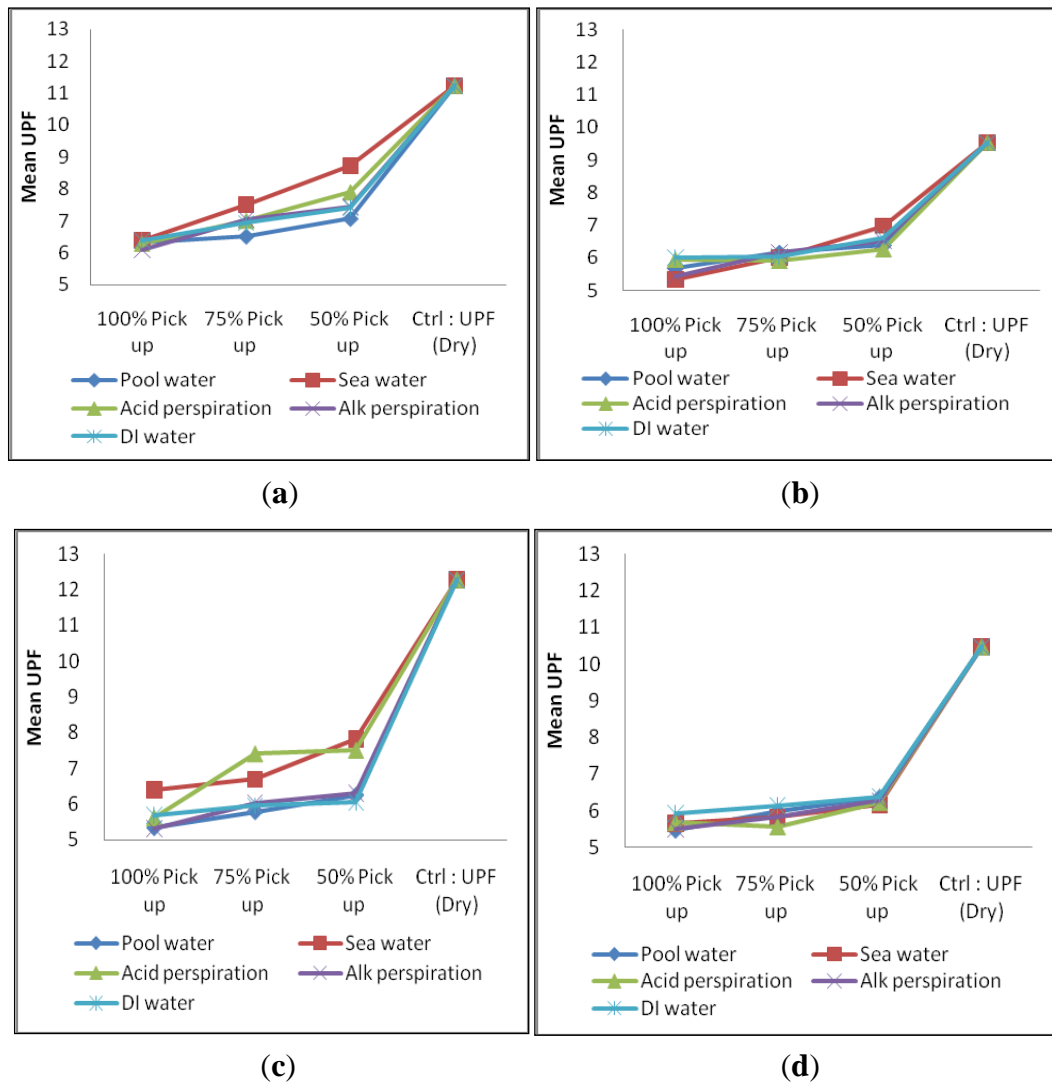 13
12
11
10
9
8
7
6
5
Mean UPF
100% Pick up
75% Pick up
50% Pick up
Ctrl : UPF (Dry)
Pool water
Sea water
Acid perspiration
Alk perspiration
DI water
(a)
13
12
11
10
9
8
7
6
5
Mean UPF
100% Pick up
75% Pick up
50% Pick up
Ctrl : UPF (Dry)
Pool water
Sea water
Acid perspiration
Alk perspiration
DI water
(b)
13
12
11
10
9
8
7
6
5
Mean UPF
100% Pick up
75% Pick up
50% Pick up
Ctrl : UPF (Dry)
Pool water
Sea water
Acid perspiration
Alk perspiration
DI water
(c)
13
12
11
10
9
8
7
6
5
Mean UPF
100% Pick up
75% Pick up
50% Pick up
Ctrl : UPF (Dry)
Pool water
Sea water
Acid perspiration
Alk perspiration
DI water
(d)